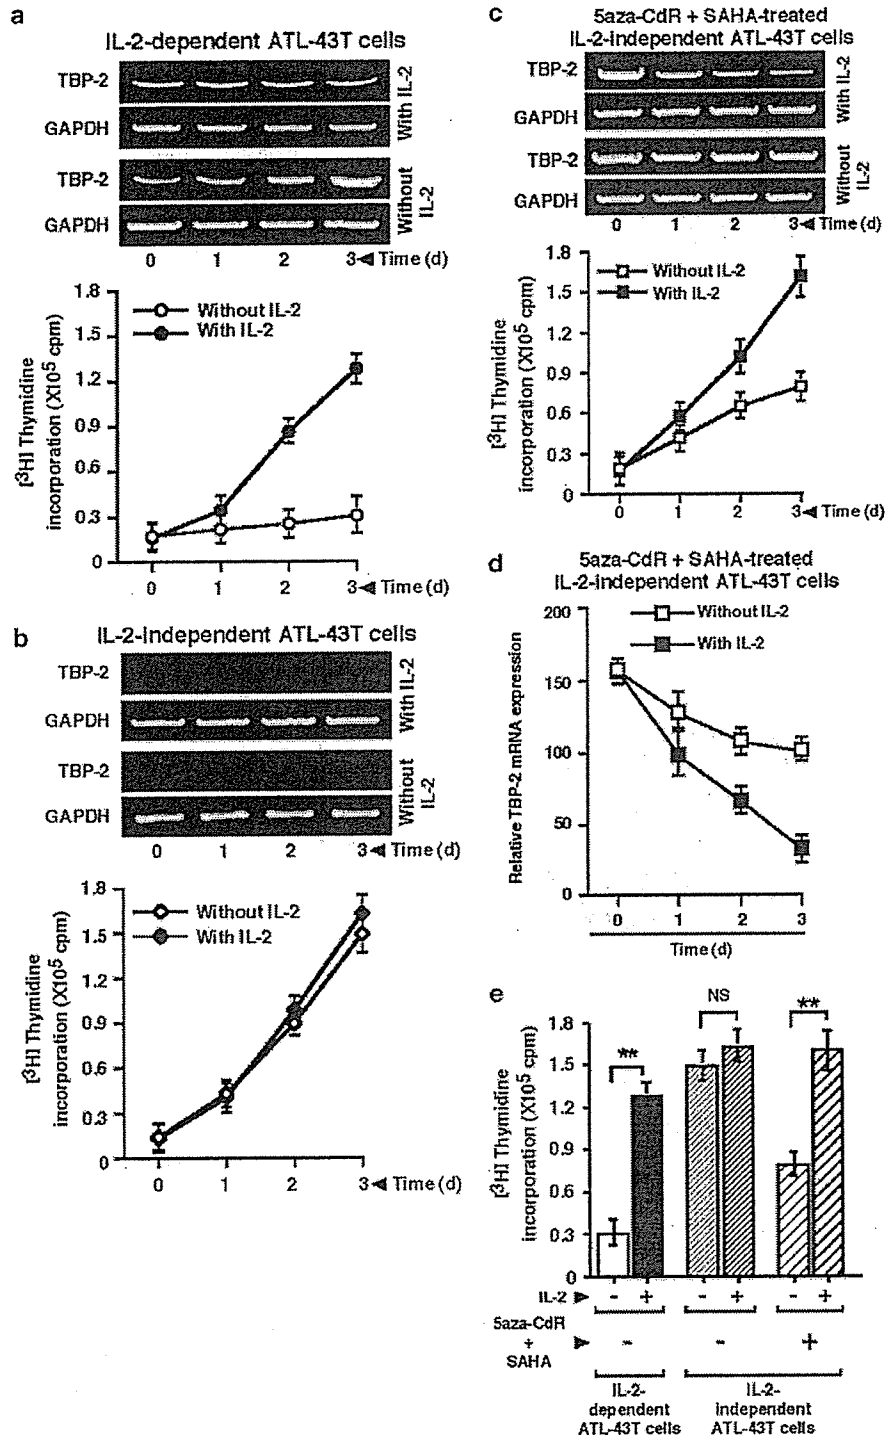 a
IL-2-dependent ATL-43T cells
TBP-2
GAPDH
With IL-2
TBP-2
GAPDH
Without IL-2
0 1 2 3 Time (d)
[3H] Thymidine incorporation (X10^5 cpm)
1.8
1.5
1.2
0.9
0.6
0.3
0
Without IL-2
With IL-2
0 1 2 3 Time (d)
b
IL-2-Independent ATL-43T cells
TBP-2
GAPDH
With IL-2
TBP-2
GAPDH
Without IL-2
0 1 2 3 Time (d)
[3H] Thymidine incorporation (X10^5 cpm)
1.8
1.5
1.2
0.9
0.6
0.3
0
Without IL-2
With IL-2
0 1 2 3 Time (d)
c
5aza-CdR + SAHA-treated
IL-2-Independent ATL-43T cells
TBP-2
GAPDH
With IL-2
TBP-2
GAPDH
Without IL-2
0 1 2 3 Time (d)
[3H] Thymidine incorporation (X10^5 cpm)
1.8
1.5
1.2
0.9
0.6
0.3
0
Without IL-2
With IL-2
0 1 2 3 Time (d)
d
5aza-CdR + SAHA-treated
IL-2-Independent ATL-43T cells
Relative TBP-2 mRNA expression
200
150
100
50
0
Without IL-2
With IL-2
0 1 2 3
Time (d)
e
[3H] Thymidine incorporation (X10^5 cpm)
1.8
1.5
1.2
0.9
0.6
0.3
0
**
NS
**
IL-2 - + - + - +
5aza-CdR
+
SAHA
- - +
IL-2-
dependent
ATL-43T cells
IL-2-
independent
ATL-43T cells